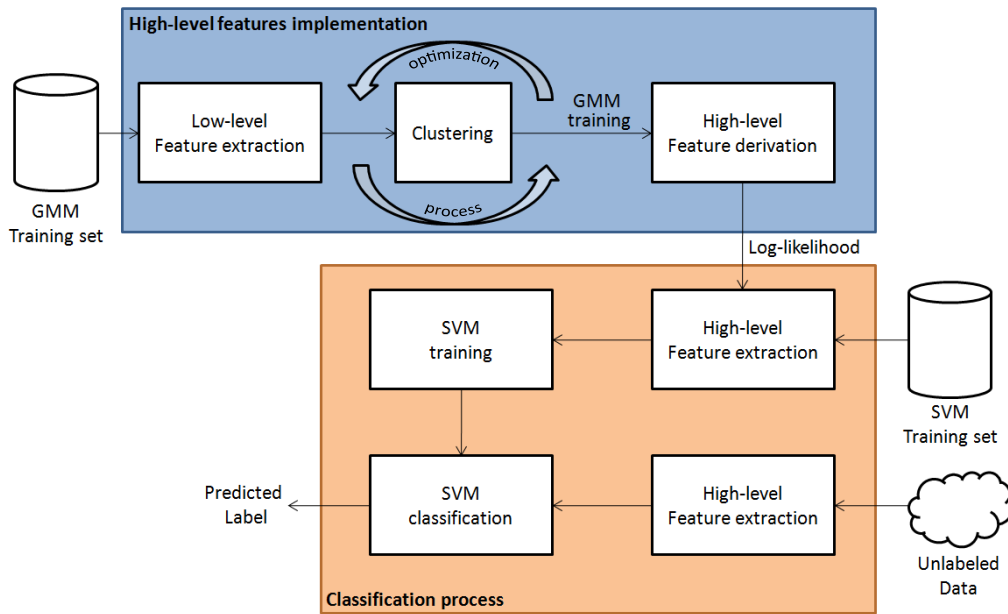 High-level features implementation
optimization
GMM
Training set
Low-level
Feature extraction
Clustering
GMM
training
High-level
Feature derivation
process
Log-likelihood
SVM
training
High-level
Feature extraction
SVM
Training set
Predicted
Label
SVM
classification
High-level
Feature extraction
Unlabeled
Data
Classification process